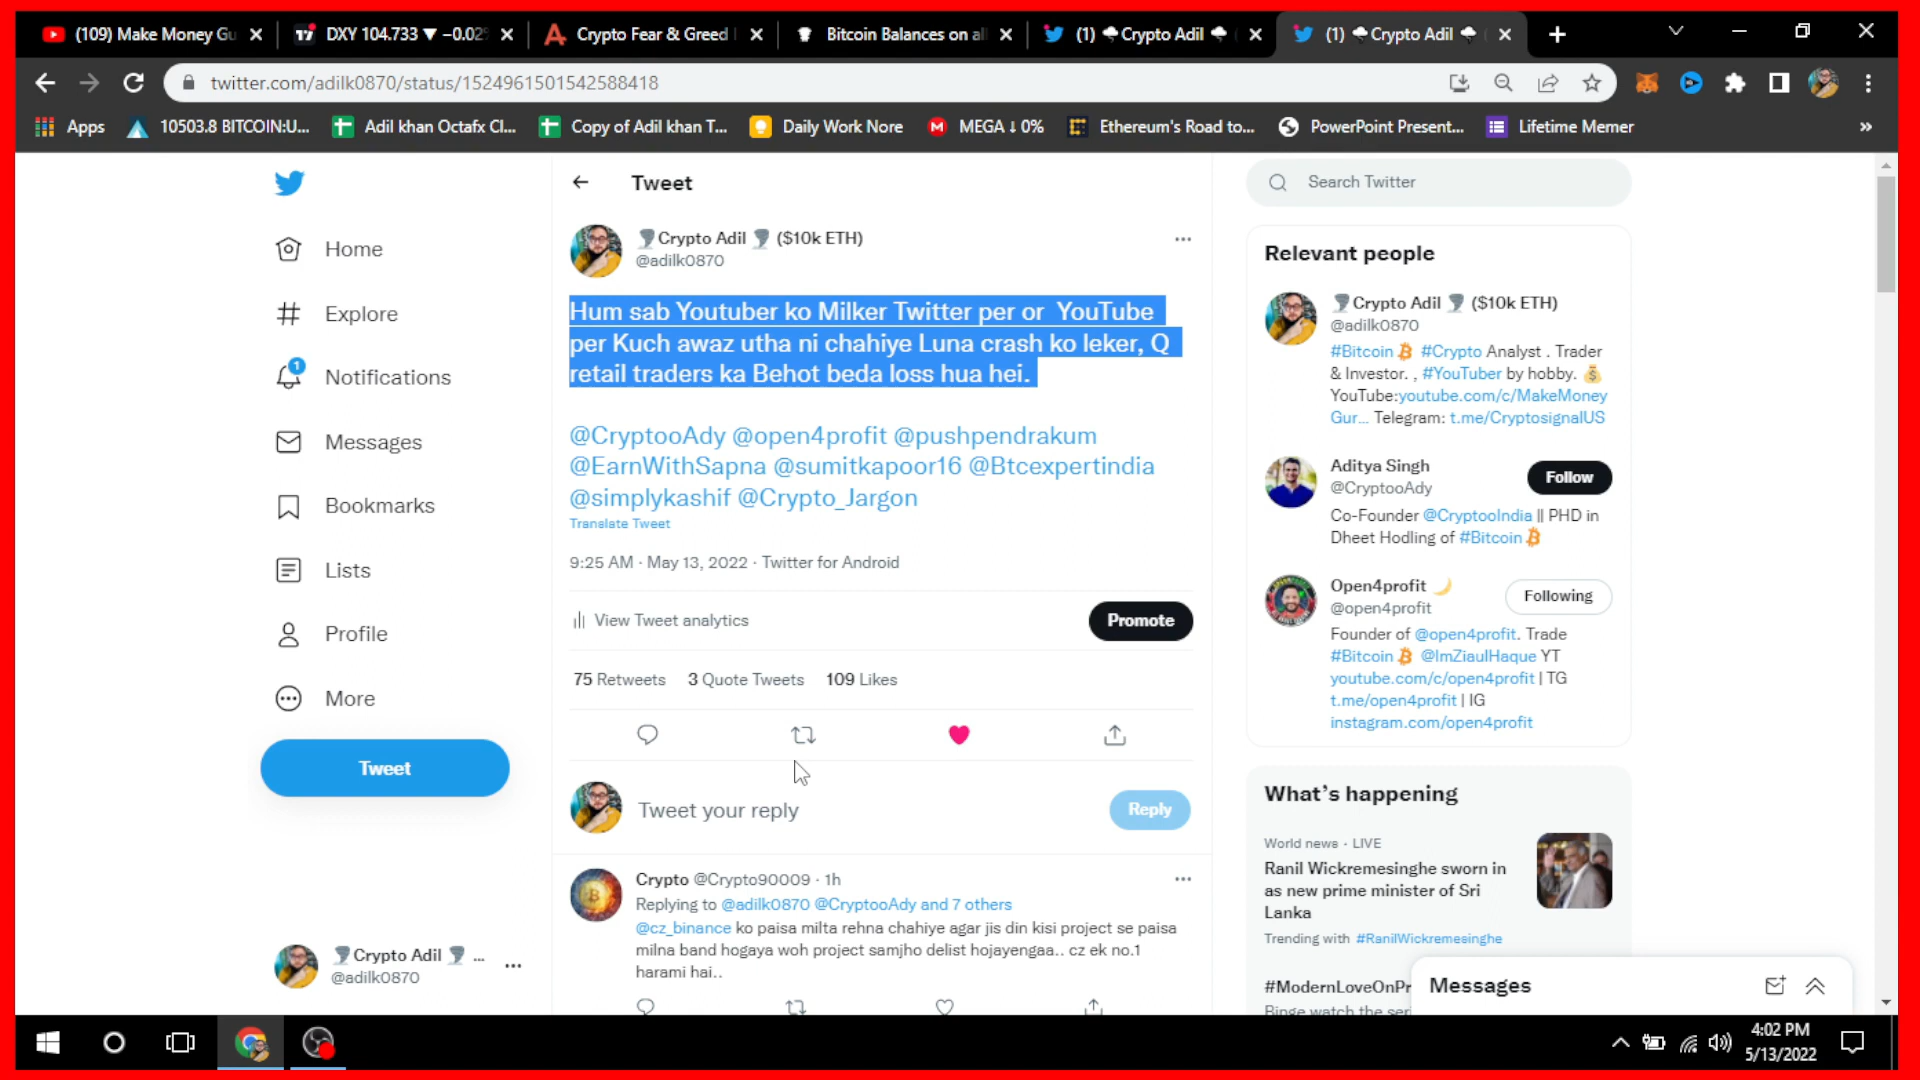 (109) Make Money Gu
DXY 104.733 ▼ −0.02%
Crypto Fear & Greed I
Bitcoin Balances on all
(1) 🌪Crypto Adil 🌪 (
(1) 🌪Crypto Adil 🌪 (
twitter.com/adilk0870/status/1524961501542588418
Apps
10503.8 BITCOIN:U...
Adil khan Octafx Cl...
Copy of Adil khan T...
Daily Work Nore
MEGA ⭳ 0%
Ethereum's Road to...
PowerPoint Present...
Lifetime Memer
»
Home
Explore
1
Notifications
Messages
Bookmarks
Lists
Profile
More
Tweet
🌪Crypto Adil 🌪 ...
@adilk0870
Tweet
🌪Crypto Adil 🌪 ($10k ETH)
@adilk0870
Hum sab Youtuber ko Milker Twitter per or YouTube
per Kuch awaz utha ni chahiye Luna crash ko leker, Q
retail traders ka Behot beda loss hua hei.
@CryptooAdy @open4profit @pushpendrakum
@EarnWithSapna @sumitkapoor16 @Btcexpertindia
@simplykashif @Crypto_Jargon
Translate Tweet
9:25 AM · May 13, 2022 · Twitter for Android
View Tweet analytics
Promote
75 Retweets 3 Quote Tweets 109 Likes
Tweet your reply
Reply
Crypto @Crypto90009 · 1h
Replying to @adilk0870 @CryptooAdy and 7 others
@cz_binance ko paisa milta rehna chahiye agar jis din kisi project se paisa
milna band hogaya woh project samjho delist hojayengaa.. cz ek no.1
harami hai..
Search Twitter
Relevant people
🌪Crypto Adil 🌪 ($10k ETH)
@adilk0870
#Bitcoin #Crypto Analyst . Trader
& Investor. , #YouTuber by hobby. 💰
YouTube:youtube.com/c/MakeMoney
Gur... Telegram: t.me/CryptosignalUS
Aditya Singh
@CryptooAdy
Follow
Co-Founder @CryptooIndia || PHD in
Dheet Hodling of #Bitcoin
Open4profit 🌙
@open4profit
Following
Founder of @open4profit. Trade
#Bitcoin @ImZiaulHaque YT
youtube.com/c/open4profit | TG
t.me/open4profit | IG
instagram.com/open4profit
What's happening
World news · LIVE
Ranil Wickremesinghe sworn in
as new prime minister of Sri
Lanka
Trending with #RanilWickremesinghe
#ModernLoveOnPr
Binge watch the seri
Messages
4:02 PM
5/13/2022